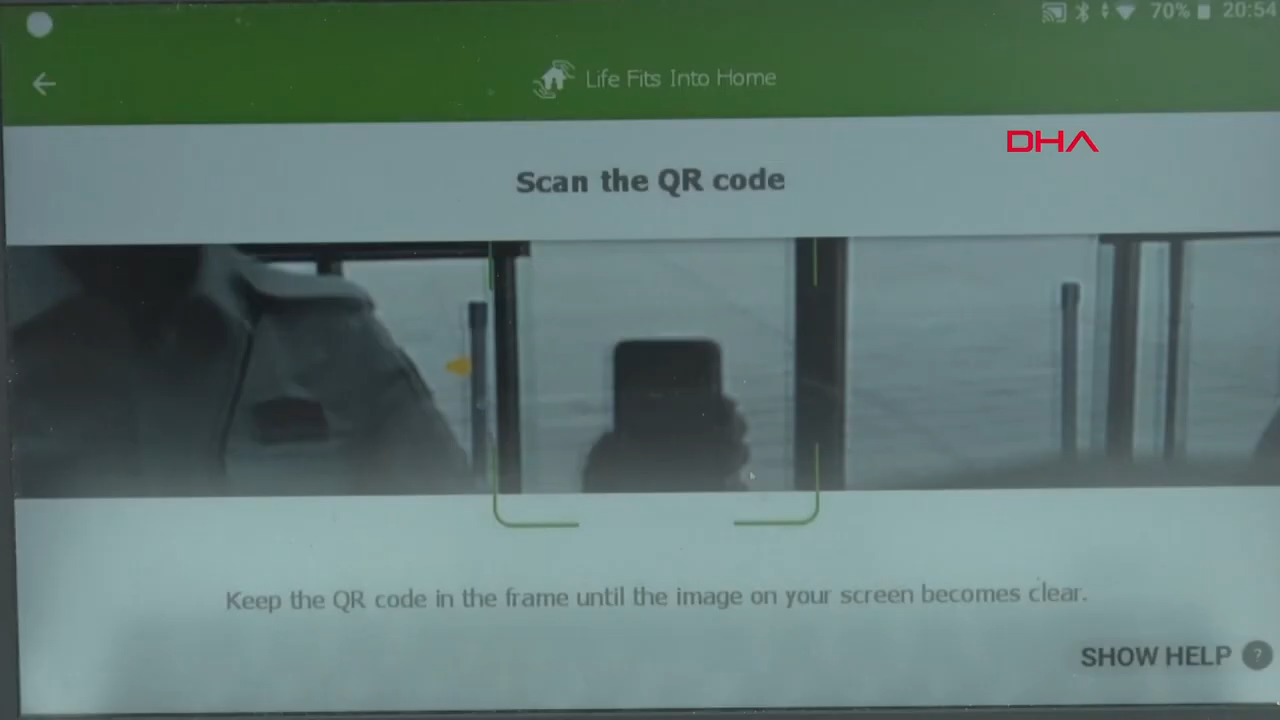 70% 20:54
Life Fits Into Home
DHA
Scan the QR code
Keep the QR code in the frame until the image on your screen becomes clear.
SHOW HELP ?